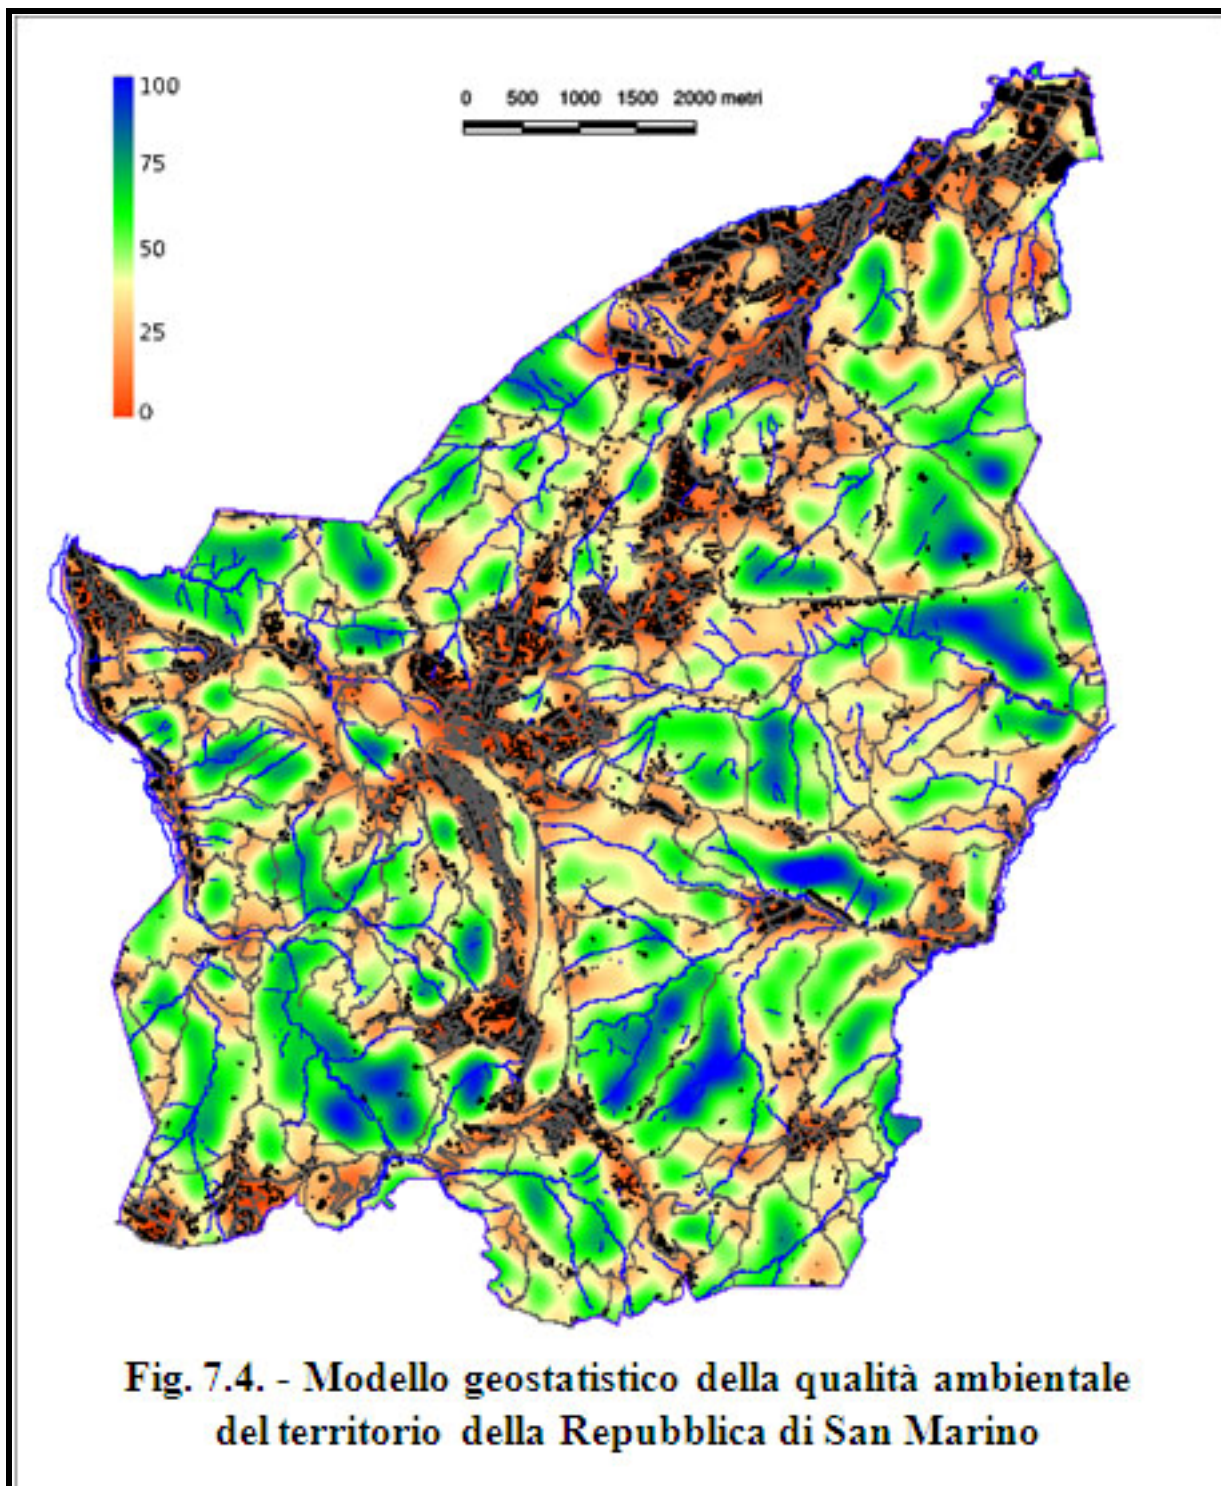 100
75
50
25
0
0 500 1000 1500 2000 metri
Fig. 7.4. - Modello geostatistico della qualità ambientale
del territorio della Repubblica di San Marino